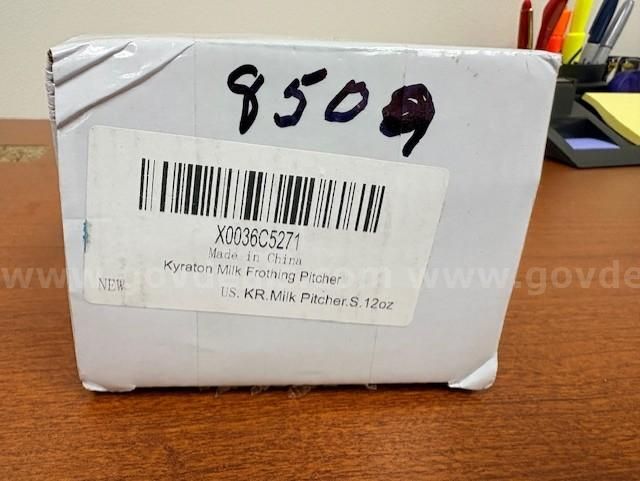 8509
X0036C5271
Made in China
Kyraton Milk Frothing Pitcher
NEW
US. KR.Milk Pitcher.S.12oz